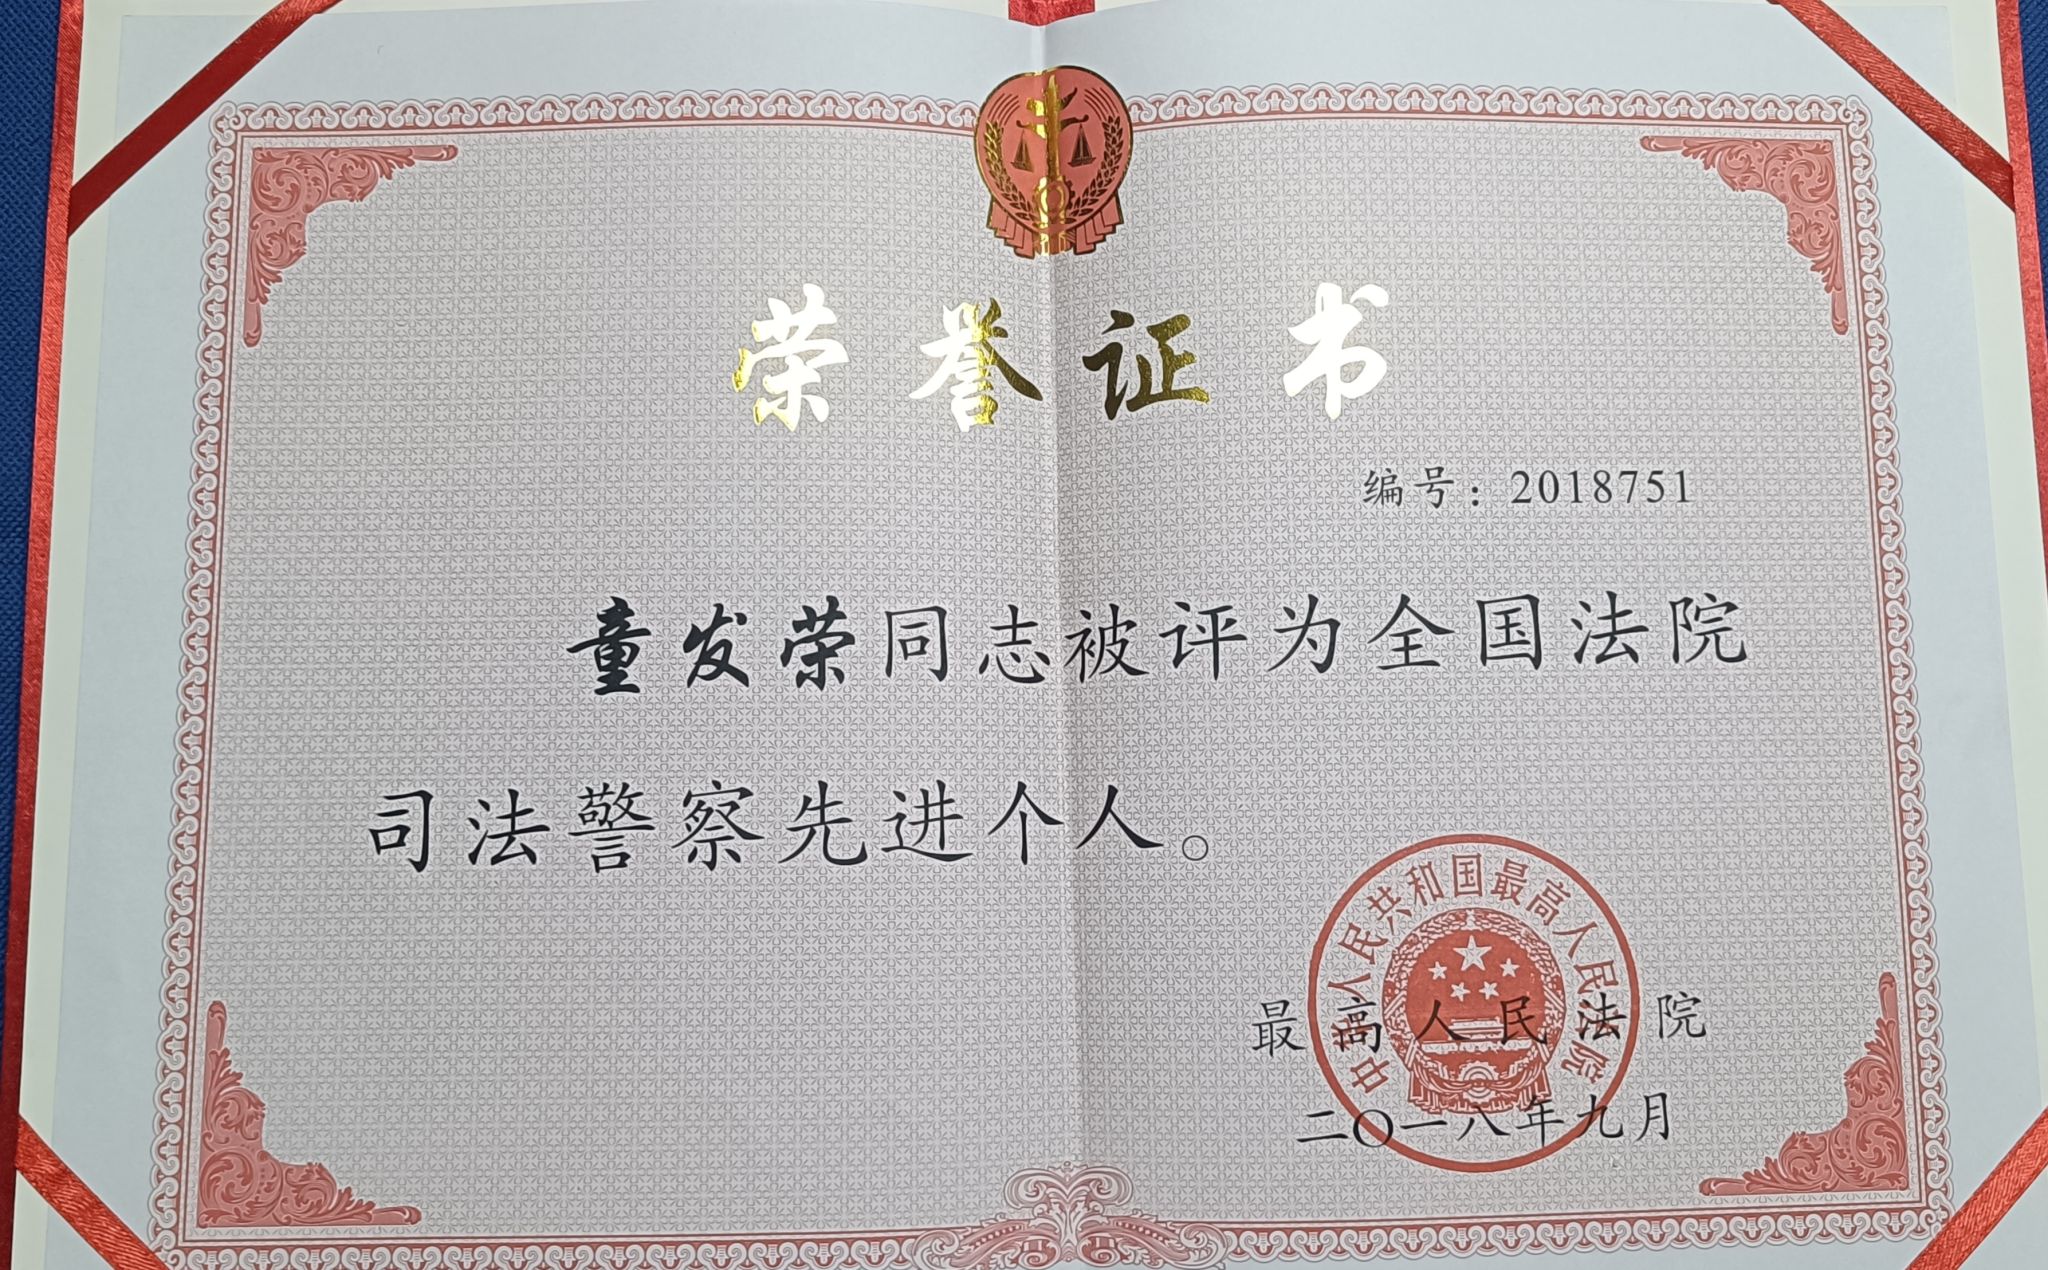 荣誉证书
编号：2018751
童发荣同志被评为全国法院
司法警察先进个人。
中华人民共和国最高人民法院
最高人民法院
二〇一八年九月